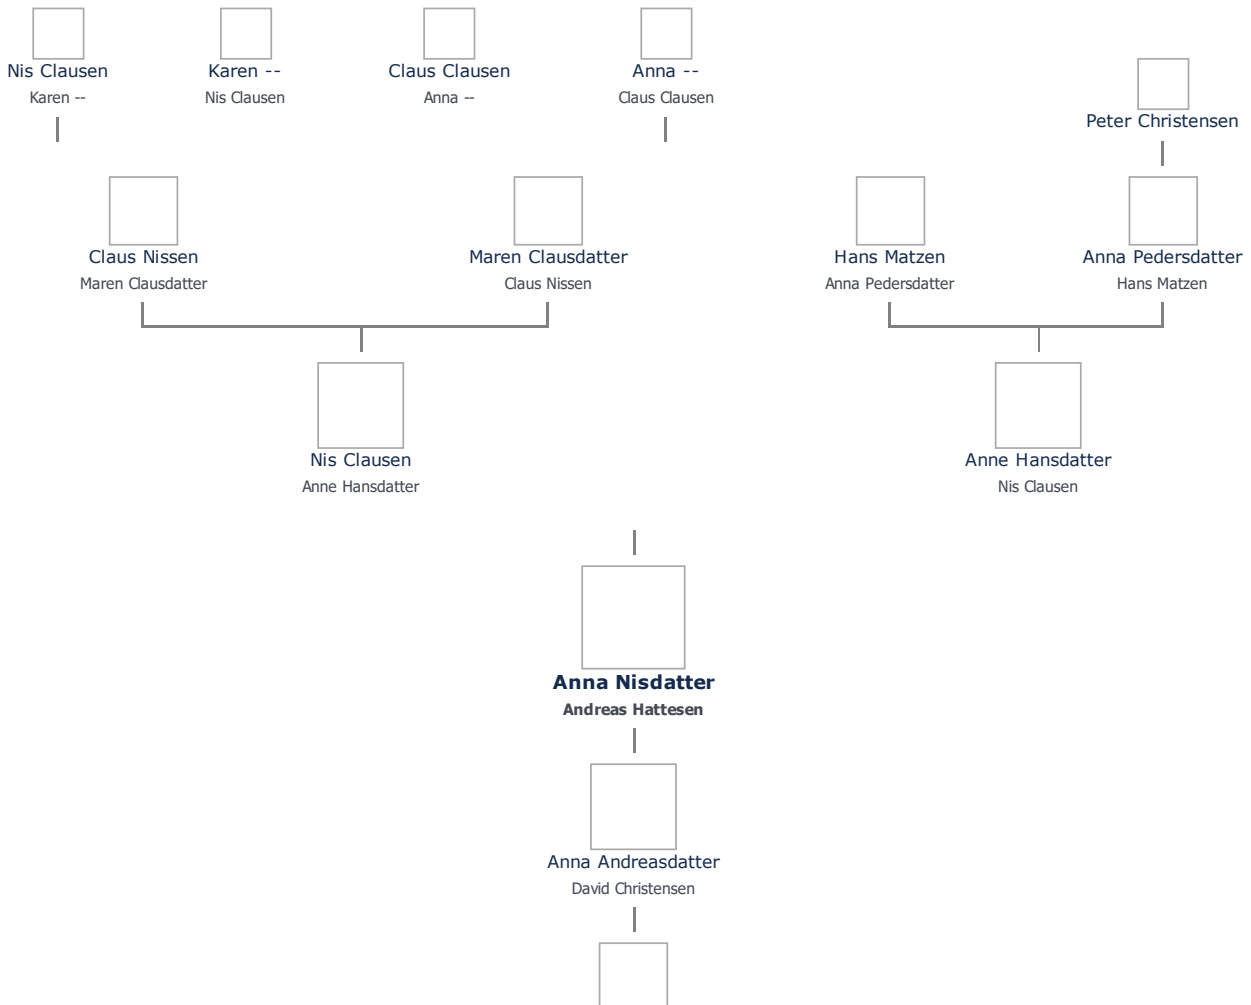 Nis Clausen
Karen --
Karen --
Nis Clausen
Claus Clausen
Anna --
Anna --
Claus Clausen
Peter Christensen
Claus Nissen
Maren Clausdatter
Maren Clausdatter
Claus Nissen
Hans Matzen
Anna Pedersdatter
Anna Pedersdatter
Hans Matzen
Nis Clausen
Anne Hansdatter
Anne Hansdatter
Nis Clausen
Anna Nisdatter
Andreas Hattesen
Anna Andreasdatter
David Christensen